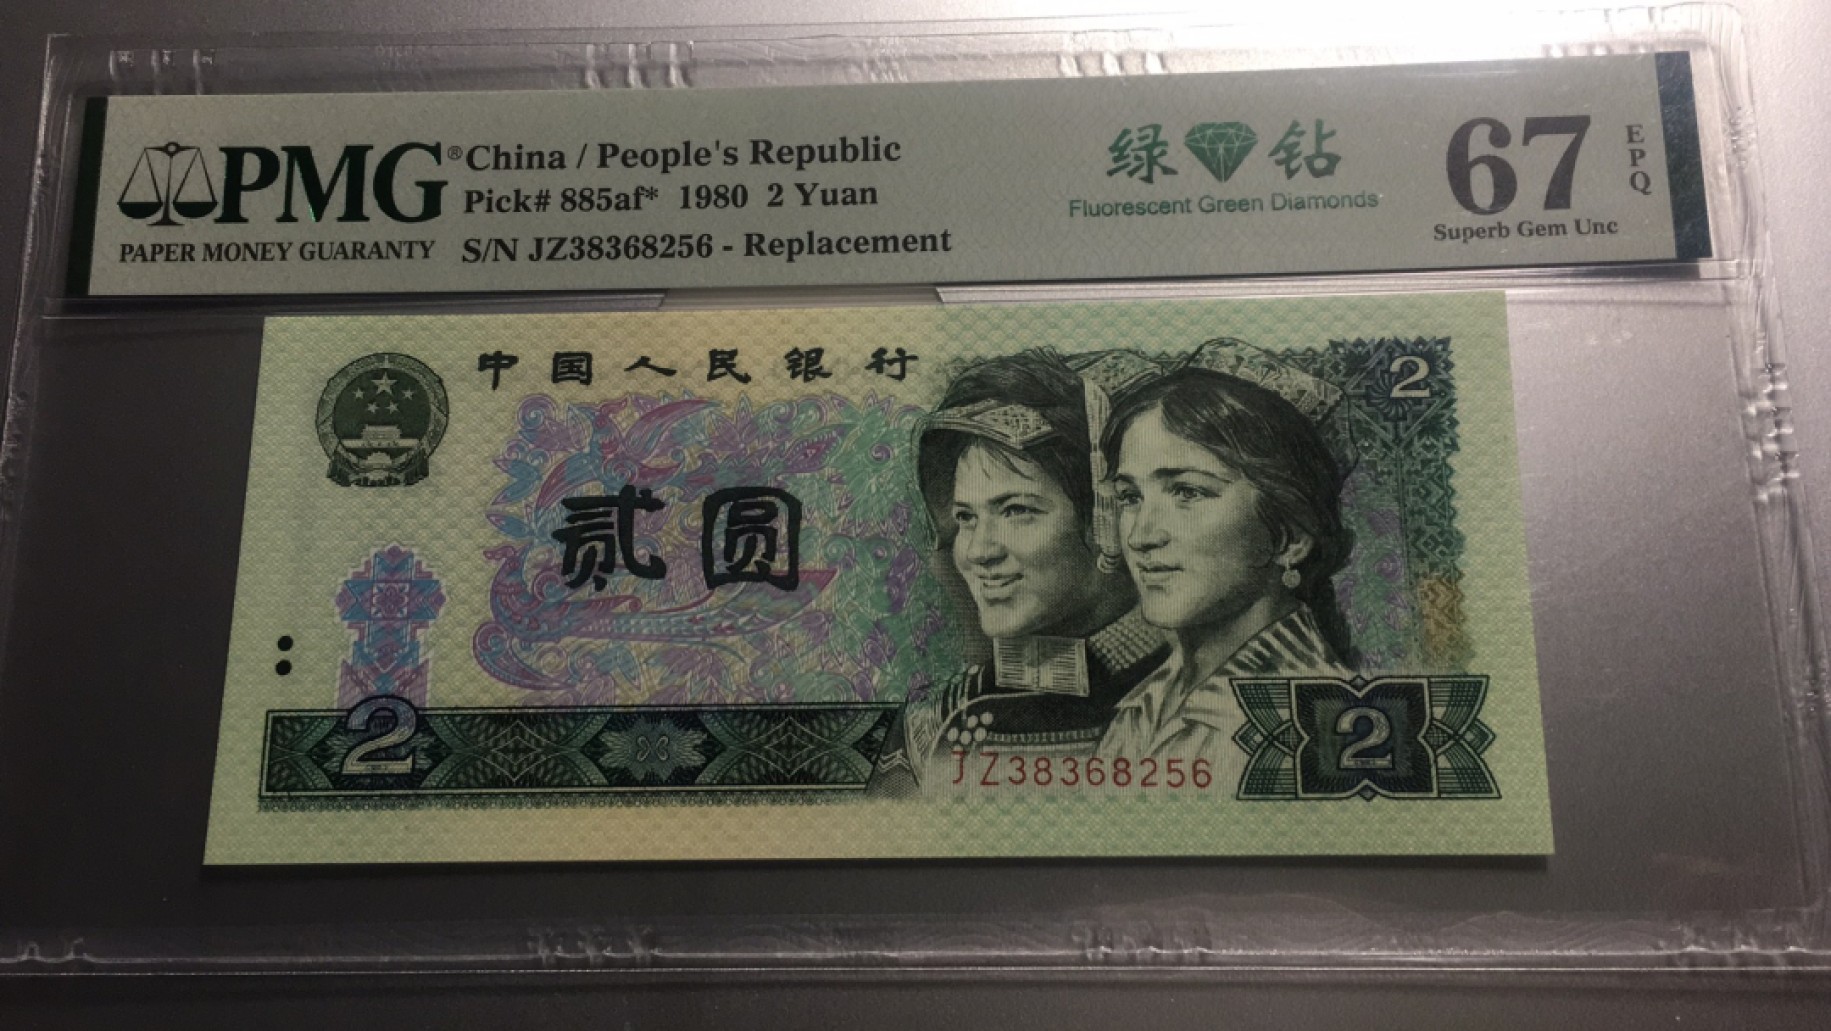 PMG®
PAPER MONEY GUARANTY
China / People's Republic
Pick# 885af* 1980 2 Yuan
S/N JZ38368256 - Replacement
绿 钻
Fluorescent Green Diamonds
67
EPQ
Superb Gem Unc
中国人民银行
2
贰圆
2
2
JZ38368256